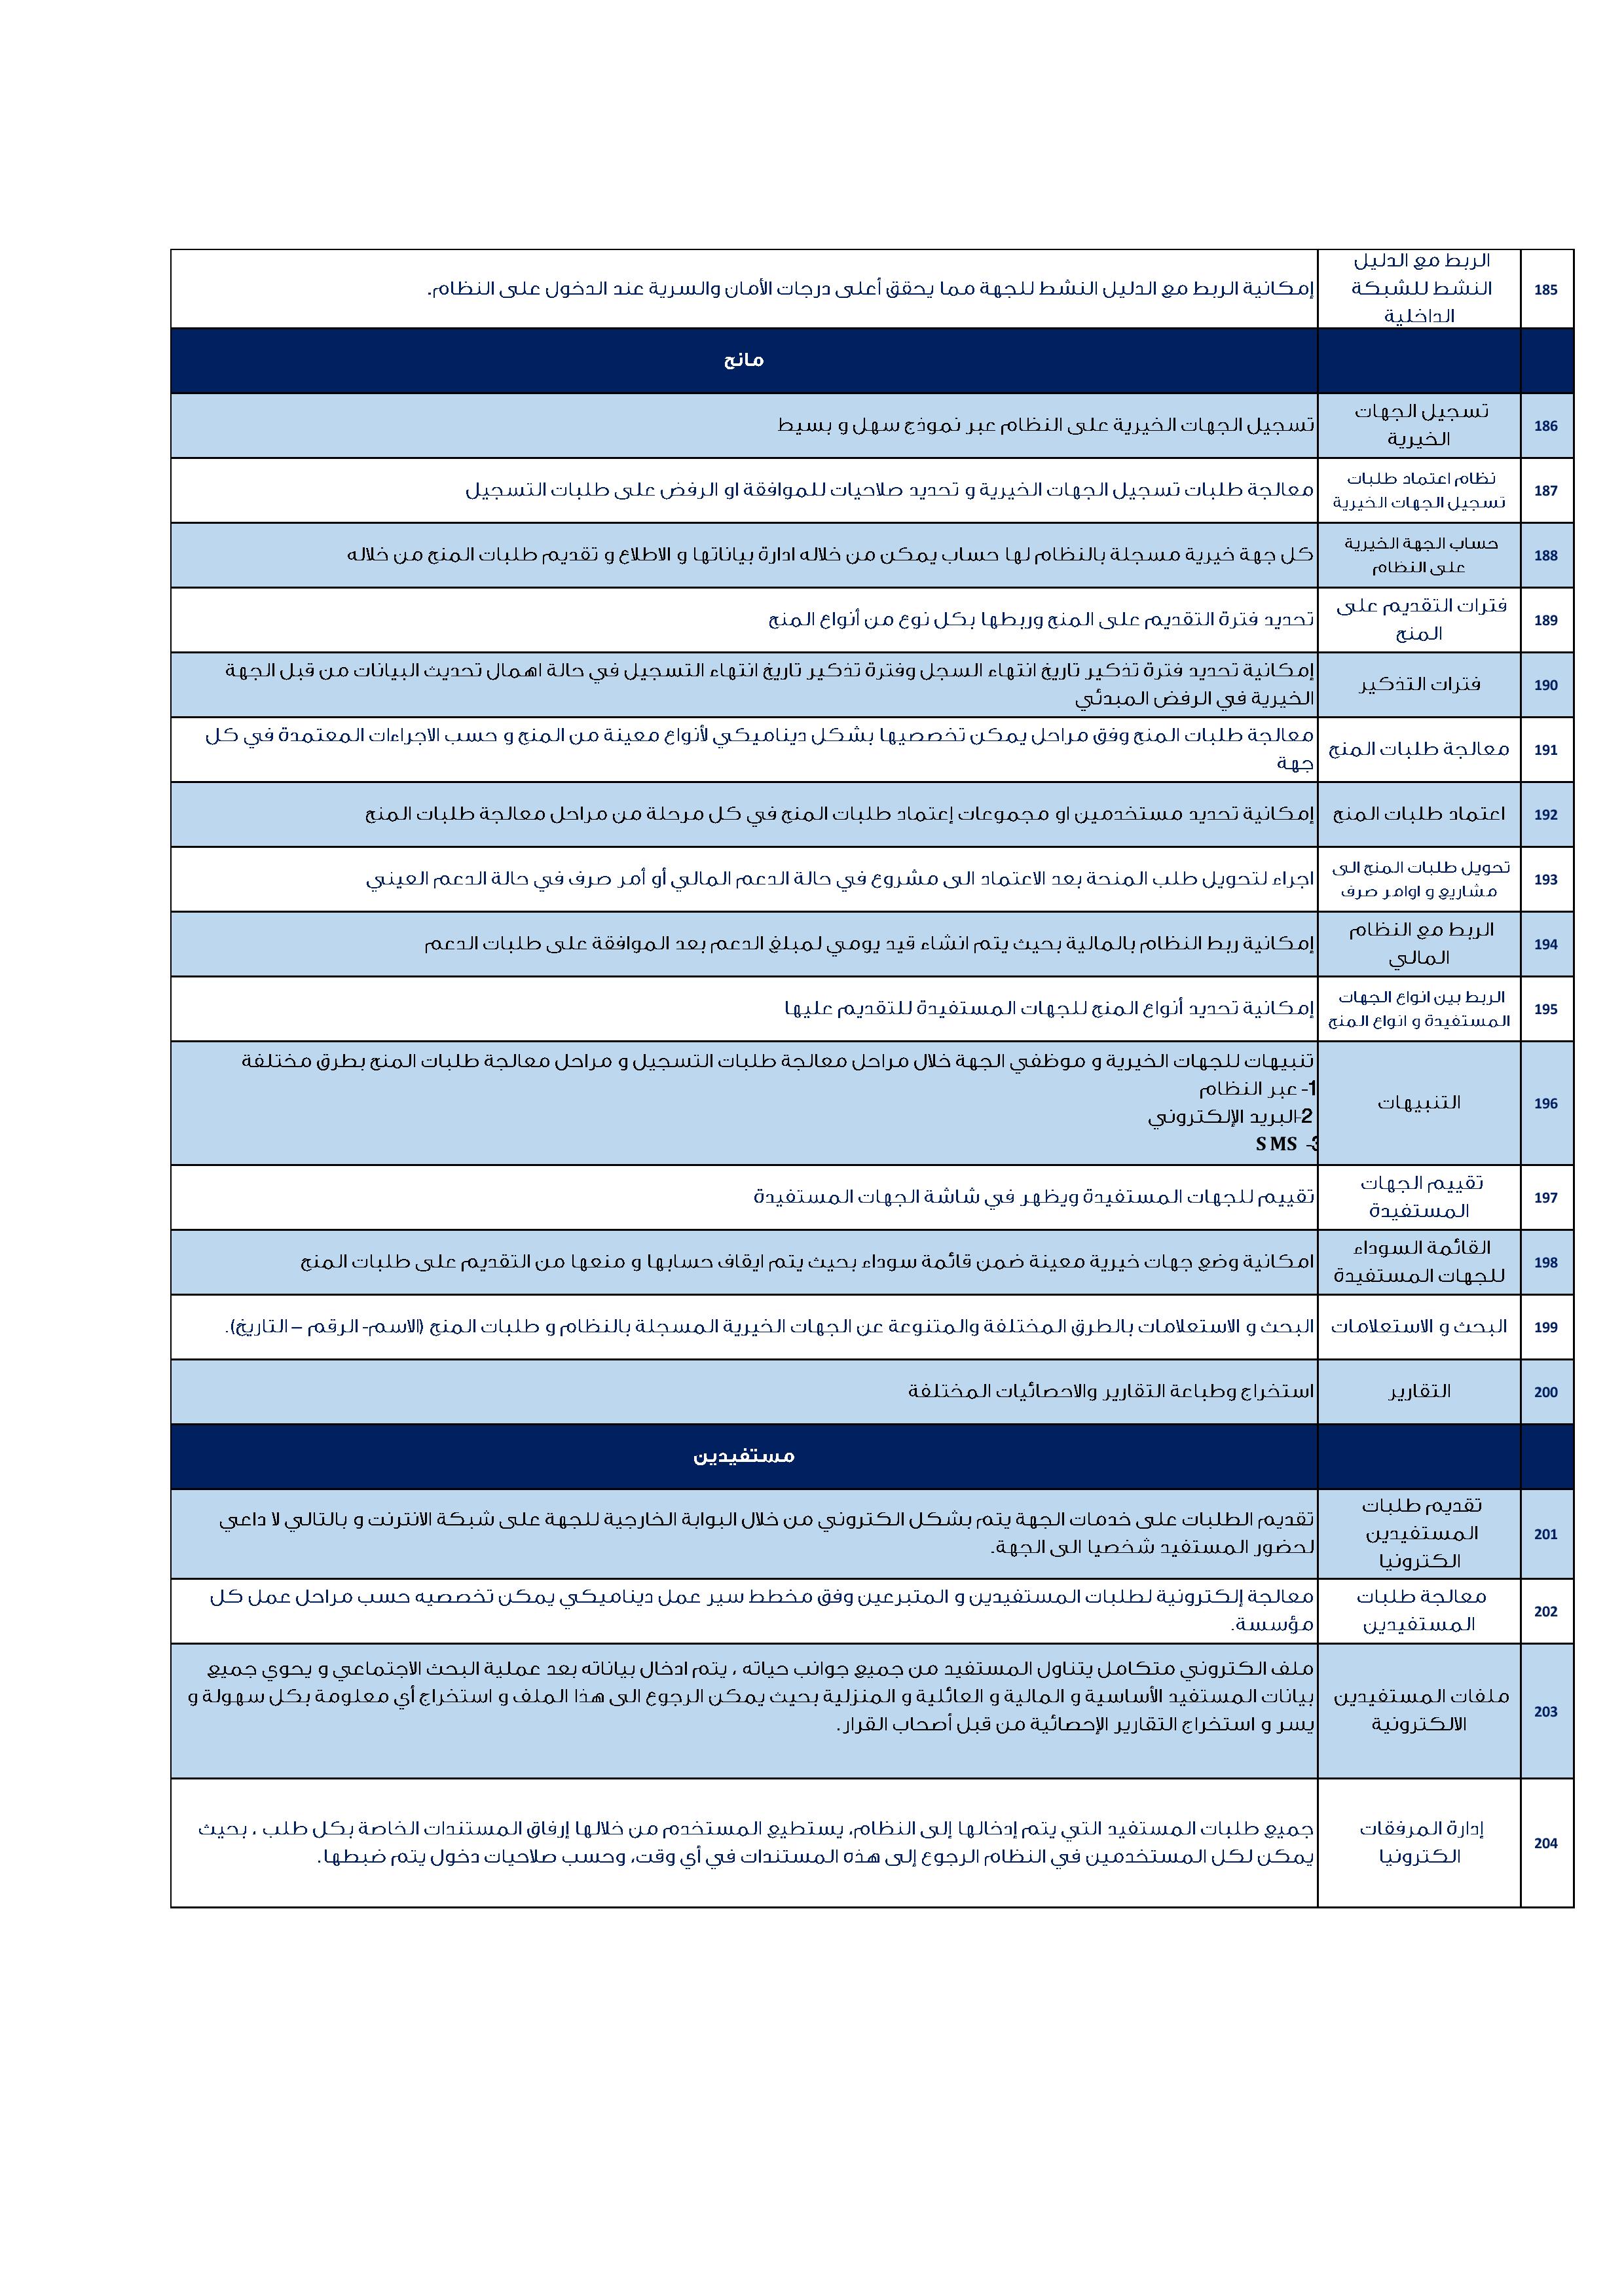 185
الربط مع الدليل
النشط للشبكة
الداخلية
إمكانية الربط مع الدليل النشط للجهة مما يحقق أعلى درجات الأمان والسرية عند الدخول على النظام.
مانح
186
تسجيل الجهات
الخيرية
تسجيل الجهات الخيرية على النظام عبر نموذج سهل و بسيط
187
نظام اعتماد طلبات
تسجيل الجهات الخيرية
معالجة طلبات تسجيل الجهات الخيرية و تحديد صلاحيات للموافقة او الرفض على طلبات التسجيل
188
حساب الجهة الخيرية
على النظام
كل جهة خيرية مسجلة بالنظام لها حساب يمكن من خلاله ادارة بياناتها و الاطلاع و تقديم طلبات المنح من خلاله
189
فترات التقديم على
المنح
تحديد فترة التقديم على المنح وربطها بكل نوع من أنواع المنح
190
فترات التذكير
إمكانية تحديد فترة تذكير تاريخ انتهاء السجل وفترة تذكير تاريخ انتهاء التسجيل في حالة اهمال تحديث البيانات من قبل الجهة
الخيرية في الرفض المبدئي
191
معالجة طلبات المنح
معالجة طلبات المنح وفق مراحل يمكن تخصصيها بشكل ديناميكي لأنواع معينة من المنح و حسب الاجراءات المعتمدة في كل
جهة
192
اعتماد طلبات المنح
إمكانية تحديد مستخدمين او مجموعات إعتماد طلبات المنح في كل مرحلة من مراحل معالجة طلبات المنح
193
تحويل طلبات المنح الى
مشاريع و اوامر صرف
اجراء لتحويل طلب المنحة بعد الاعتماد الى مشروع في حالة الدعم المالي أو أمر صرف في حالة الدعم العيني
194
الربط مع النظام
المالي
إمكانية ربط النظام بالمالية بحيث يتم انشاء قيد يومي لمبلغ الدعم بعد الموافقة على طلبات الدعم
195
الربط بين انواع الجهات
المستفيدة و انواع المنح
إمكانية تحديد أنواع المنح للجهات المستفيدة للتقديم عليها
196
التنبيهات
تنبيهات للجهات الخيرية و موظفي الجهة خلال مراحل معالجة طلبات التسجيل و مراحل معالجة طلبات المنح بطرق مختلفة
1- عبر النظام
2-البريد الإلكتروني
3- SMS
197
تقييم الجهات
المستفيدة
تقييم للجهات المستفيدة ويظهر في شاشة الجهات المستفيدة
198
القائمة السوداء
للجهات المستفيدة
امكانية وضع جهات خيرية معينة ضمن قائمة سوداء بحيث يتم ايقاف حسابها و منعها من التقديم على طلبات المنح
199
البحث و الاستعلامات
البحث و الاستعلامات بالطرق المختلفة والمتنوعة عن الجهات الخيرية المسجلة بالنظام و طلبات المنح (الاسم- الرقم – التاريخ).
200
التقارير
استخراج وطباعة التقارير والاحصائيات المختلفة
مستفيدين
201
تقديم طلبات
المستفيدين
الكترونيا
تقديم الطلبات على خدمات الجهة يتم بشكل الكتروني من خلال البوابة الخارجية للجهة على شبكة الانترنت و بالتالي لا داعي
لحضور المستفيد شخصيا الى الجهة.
202
معالجة طلبات
المستفيدين
معالجة إلكترونية لطلبات المستفيدين و المتبرعين وفق مخطط سير عمل ديناميكي يمكن تخصصيه حسب مراحل عمل كل
مؤسسة.
203
ملفات المستفيدين
الالكترونية
ملف الكتروني متكامل يتناول المستفيد من جميع جوانب حياته ، يتم ادخال بياناته بعد عملية البحث الاجتماعي و يحوي جميع
بيانات المستفيد الأساسية و المالية و العائلية و المنزلية بحيث يمكن الرجوع الى هذا الملف و استخراج أي معلومة بكل سهولة و
يسر و استخراج التقارير الإحصائية من قبل أصحاب القرار.
204
إدارة المرفقات
الكترونيا
جميع طلبات المستفيد التي يتم إدخالها إلى النظام، يستطيع المستخدم من خلالها إرفاق المستندات الخاصة بكل طلب ، بحيث
يمكن لكل المستخدمين في النظام الرجوع إلى هذه المستندات في أي وقت، وحسب صلاحيات دخول يتم ضبطها.